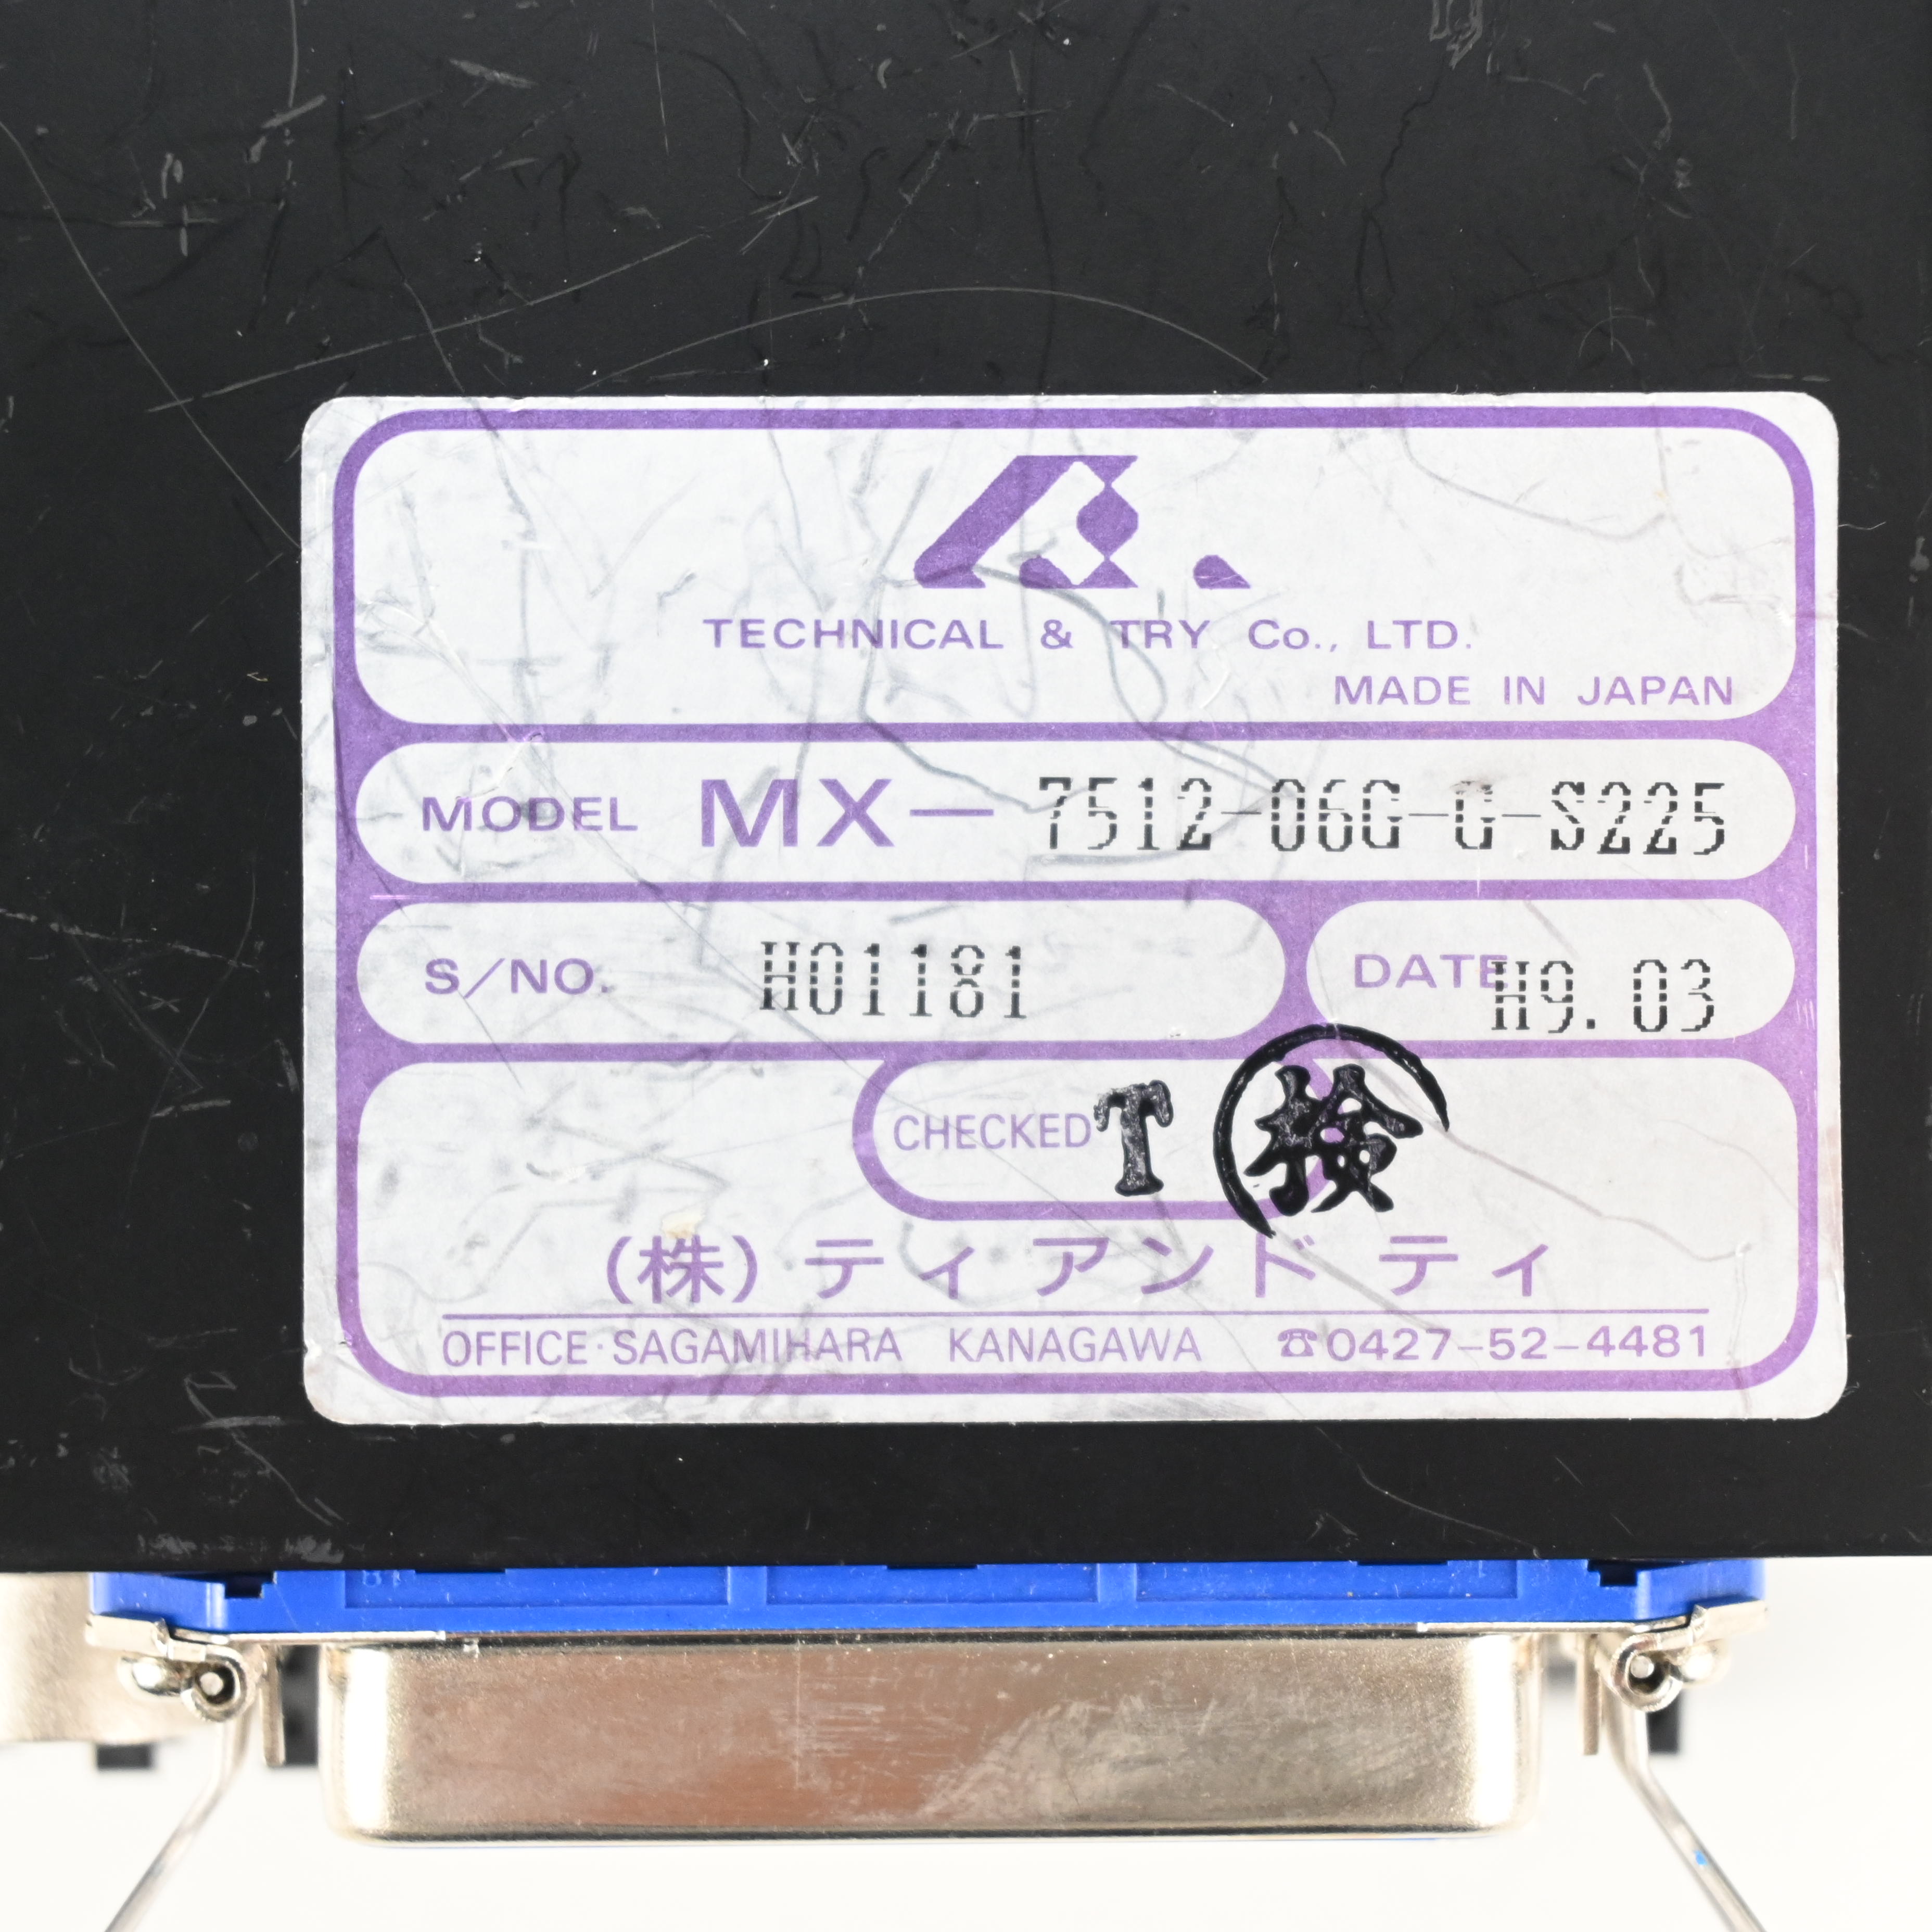 TECHNICAL & TRY Co., LTD.
MADE IN JAPAN
MODEL MX-7512-06G-G-S225
S/NO. H01181 DATE H9.03
CHECKED T 検
(株)ティアンドティ
OFFICE·SAGAMIHARA KANAGAWA ☎0427-52-4481